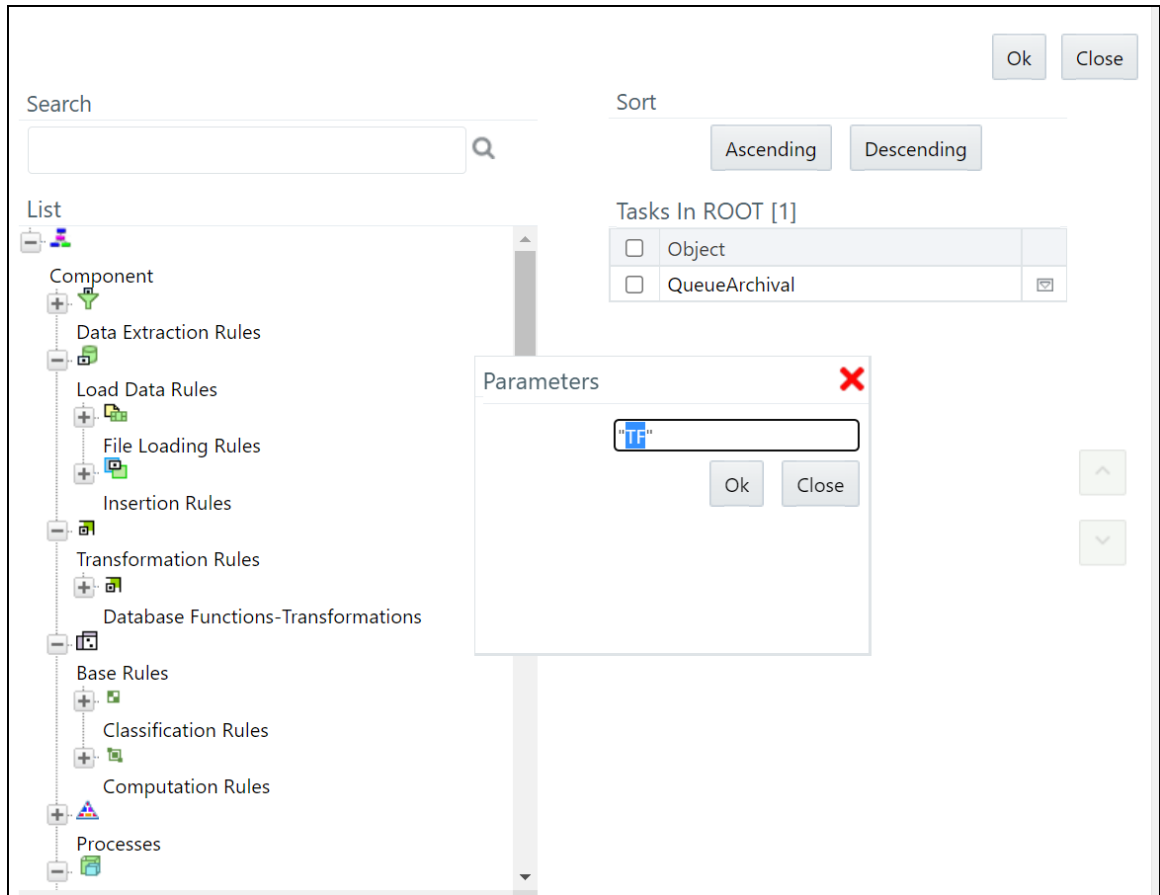 Ok Close
Search
Sort
Ascending Descending
List
Tasks In ROOT [1]
Object
QueueArchival
Component
Data Extraction Rules
Load Data Rules
File Loading Rules
Insertion Rules
Transformation Rules
Database Functions-Transformations
Base Rules
Classification Rules
Computation Rules
Processes
Parameters
"TF"
Ok Close